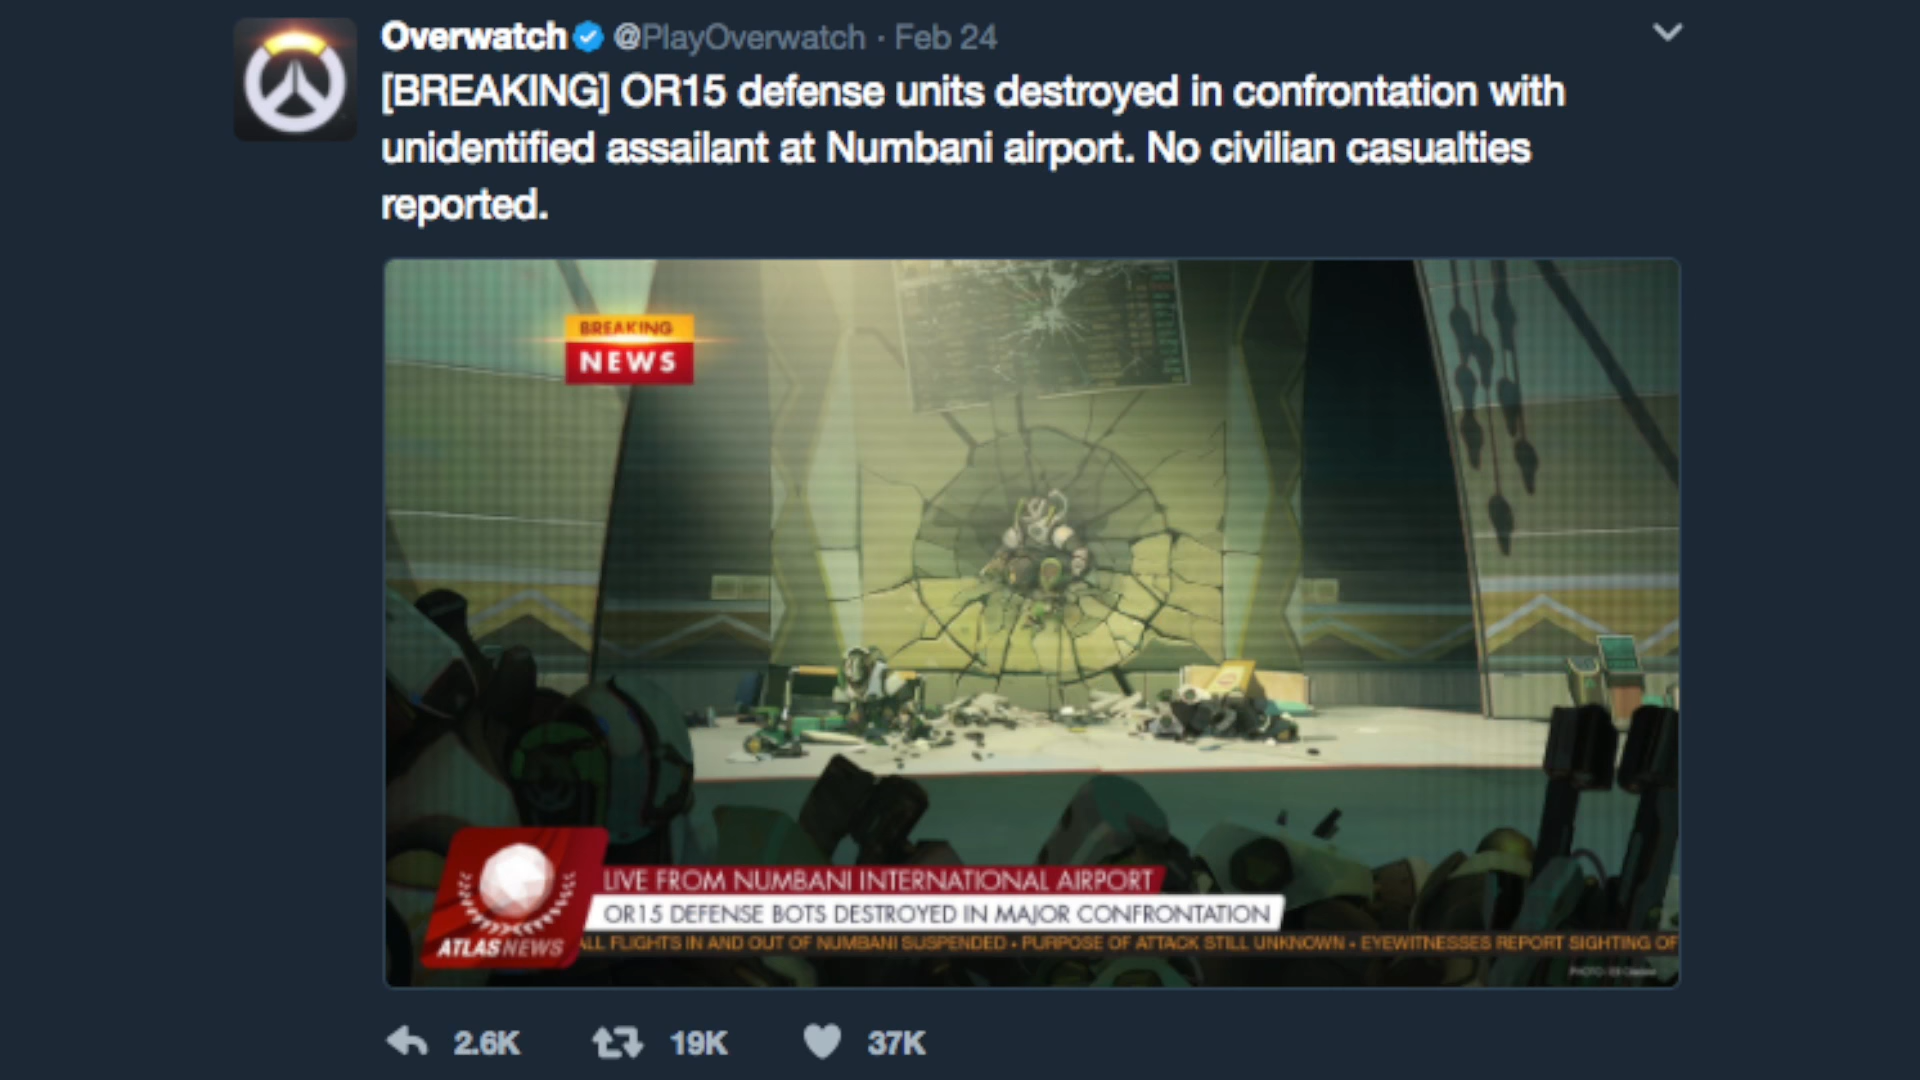 Overwatch @PlayOverwatch · Feb 24
[BREAKING] OR15 defense units destroyed in confrontation with
unidentified assailant at Numbani airport. No civilian casualties
reported.
BREAKING
NEWS
LIVE FROM NUMBANI INTERNATIONAL AIRPORT
OR15 DEFENSE BOTS DESTROYED IN MAJOR CONFRONTATION
ATLAS NEWS
ALL FLIGHTS IN AND OUT OF NUMBANI SUSPENDED • PURPOSE OF ATTACK STILL UNKNOWN • EYEWITNESSES REPORT SIGHTING OF
PHOTO:
2.6K 19K 37K